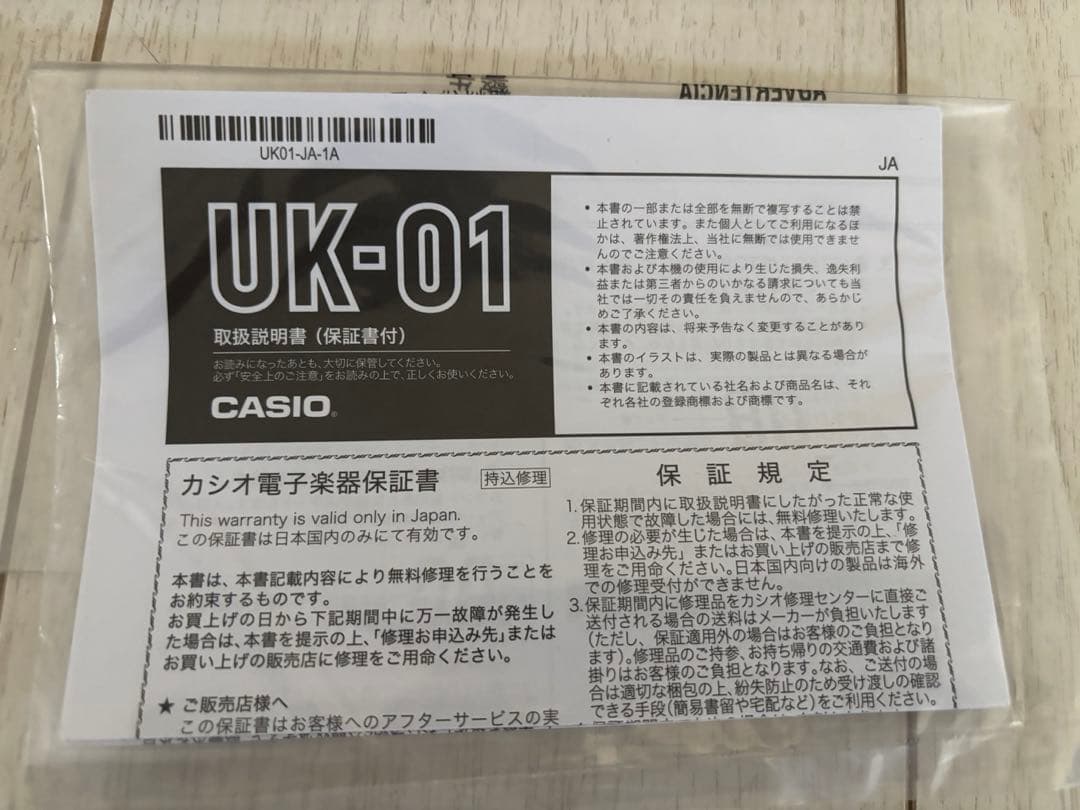 ADVERTENCIA
UK01-JA-1A
JA
UK-01
取扱説明書（保証書付）
お読みになったあとも、大切に保管してください。
必ず「安全上のご注意」をお読みの上で、正しくお使いください。
CASIO®
• 本書の一部または全部を無断で複写することは禁
止されています。また個人としてご利用になるほ
かは、著作権法上、当社に無断では使用できませ
んのでご注意ください。
• 本書および本機の使用により生じた損失、逸失利
益または第三者からのいかなる請求についても当
社では一切その責任を負えませんので、あらかじ
めご了承ください。
• 本書の内容は、将来予告なく変更することがあり
ます。
• 本書のイラストは、実際の製品とは異なる場合が
あります。
• 本書に記載されている社名および商品名は、それ
ぞれ各社の登録商標および商標です。
カシオ電子楽器保証書
持込修理
This warranty is valid only in Japan.
この保証書は日本国内のみにて有効です。
本書は、本書記載内容により無料修理を行うことを
お約束するものです。
お買上げの日から下記期間中に万一故障が発生し
た場合は、本書を提示の上、「修理お申込み先」または
お買い上げの販売店に修理をご用命ください。
★ ご販売店様へ
この保証書はお客様へのアフターサービスの実
保証規定
1.保証期間内に取扱説明書にしたがった正常な使
用状態で故障した場合には、無料修理いたします。
2.修理の必要が生じた場合は、本書を提示の上、「修
理お申込み先」またはお買い上げの販売店まで修
理をご用命ください。日本国内向けの製品は海外
での修理受付ができません。
3.保証期間内に修理品をカシオ修理センターに直接ご
送付される場合の送料はメーカーが負担いたします
(ただし、保証適用外の場合はお客様のご負担となり
ます)。修理品のご持参、お持ち帰りの交通費および諸
掛りはお客様のご負担となります。なお、ご送付の場
合は適切な梱包の上、紛失防止のため受け渡しの確認
できる手段(簡易書留や宅配など)をご利用ください。